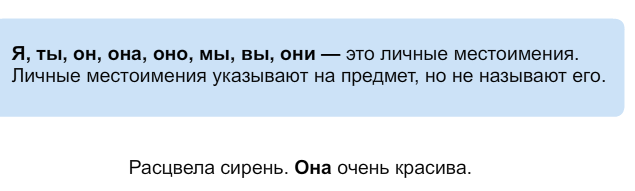 Я, ты, он, она, оно, мы, вы, они — это личные местоимения.
Личные местоимения указывают на предмет, но не называют его.
Расцвела сирень. Она очень красива.